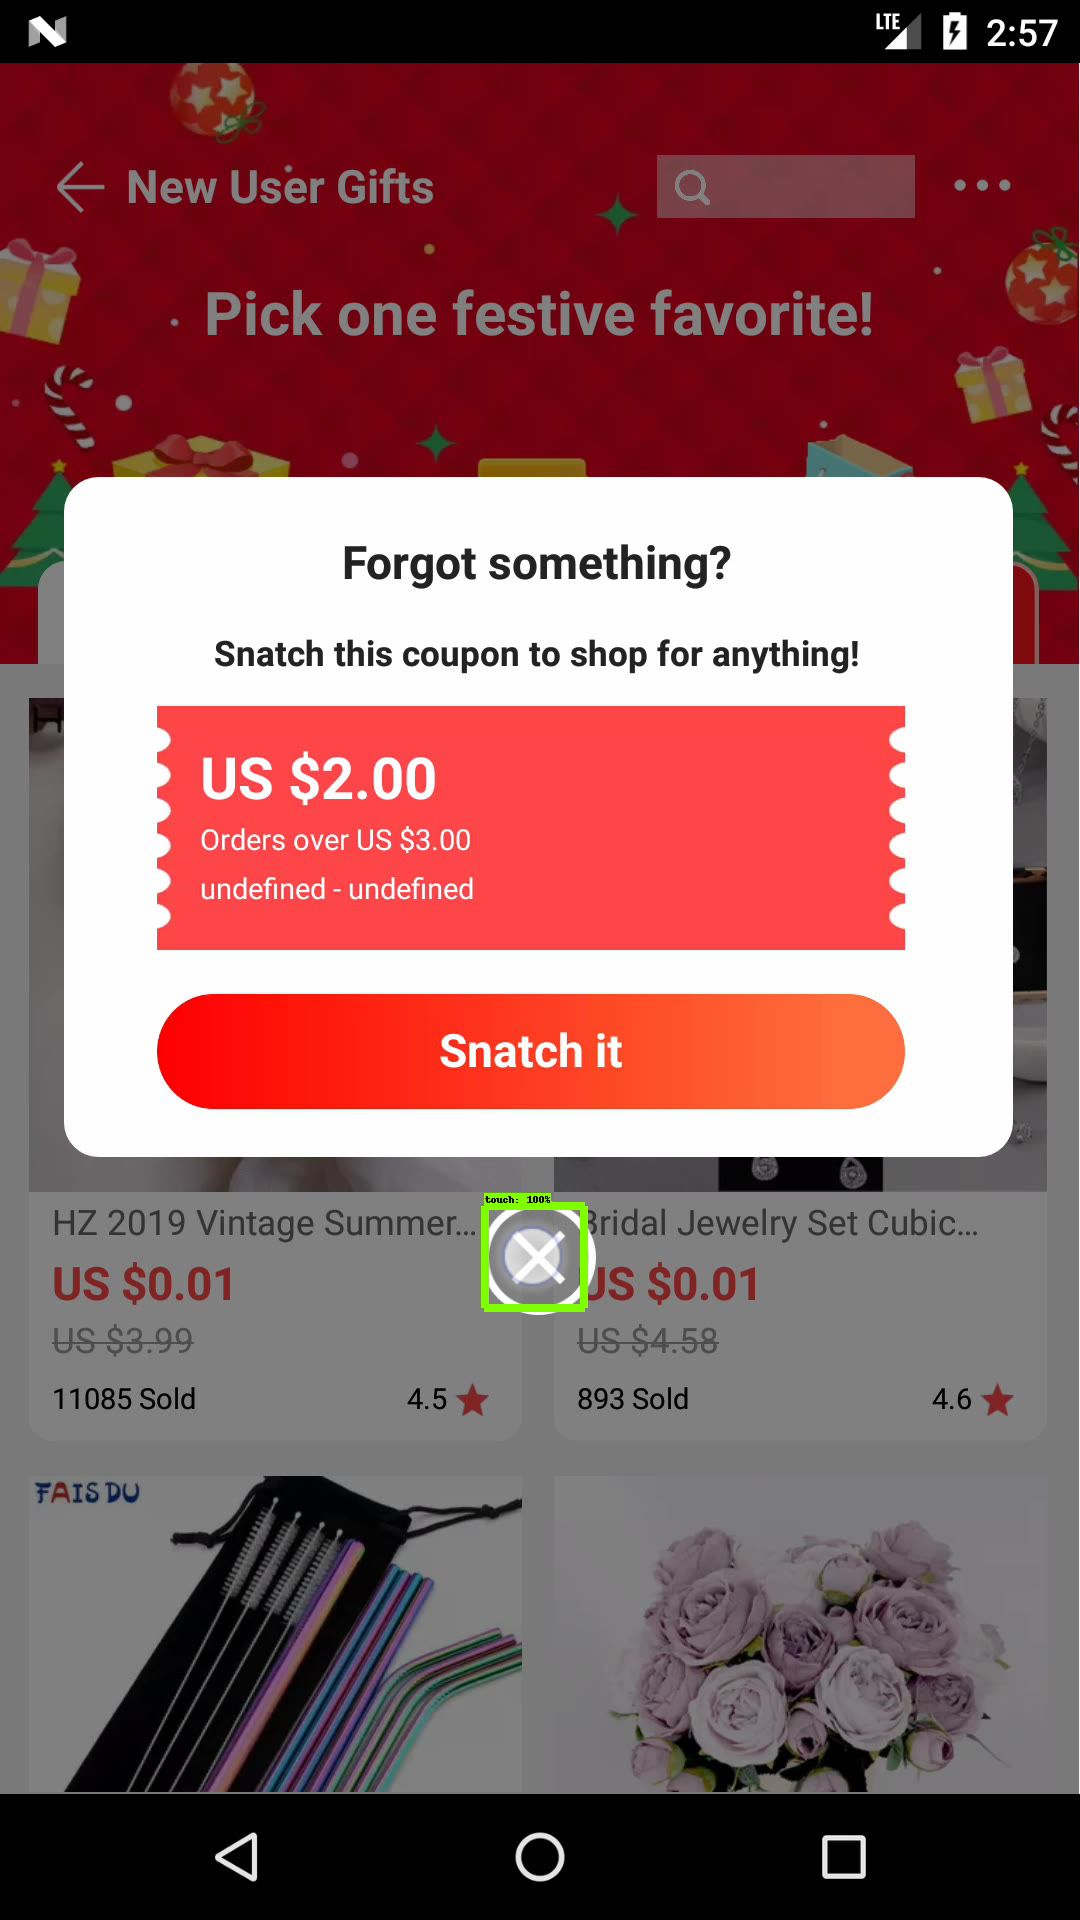 LTE 2:57
New User Gifts
Pick one festive favorite!
Forgot something?
Snatch this coupon to shop for anything!
US $2.00
Orders over US $3.00
undefined - undefined
Snatch it
touch: 100%
HZ 2019 Vintage Summer...
US $0.01
US $3.99
11085 Sold 4.5
Bridal Jewelry Set Cubic...
US $0.01
US $4.58
893 Sold 4.6
FAIS DU